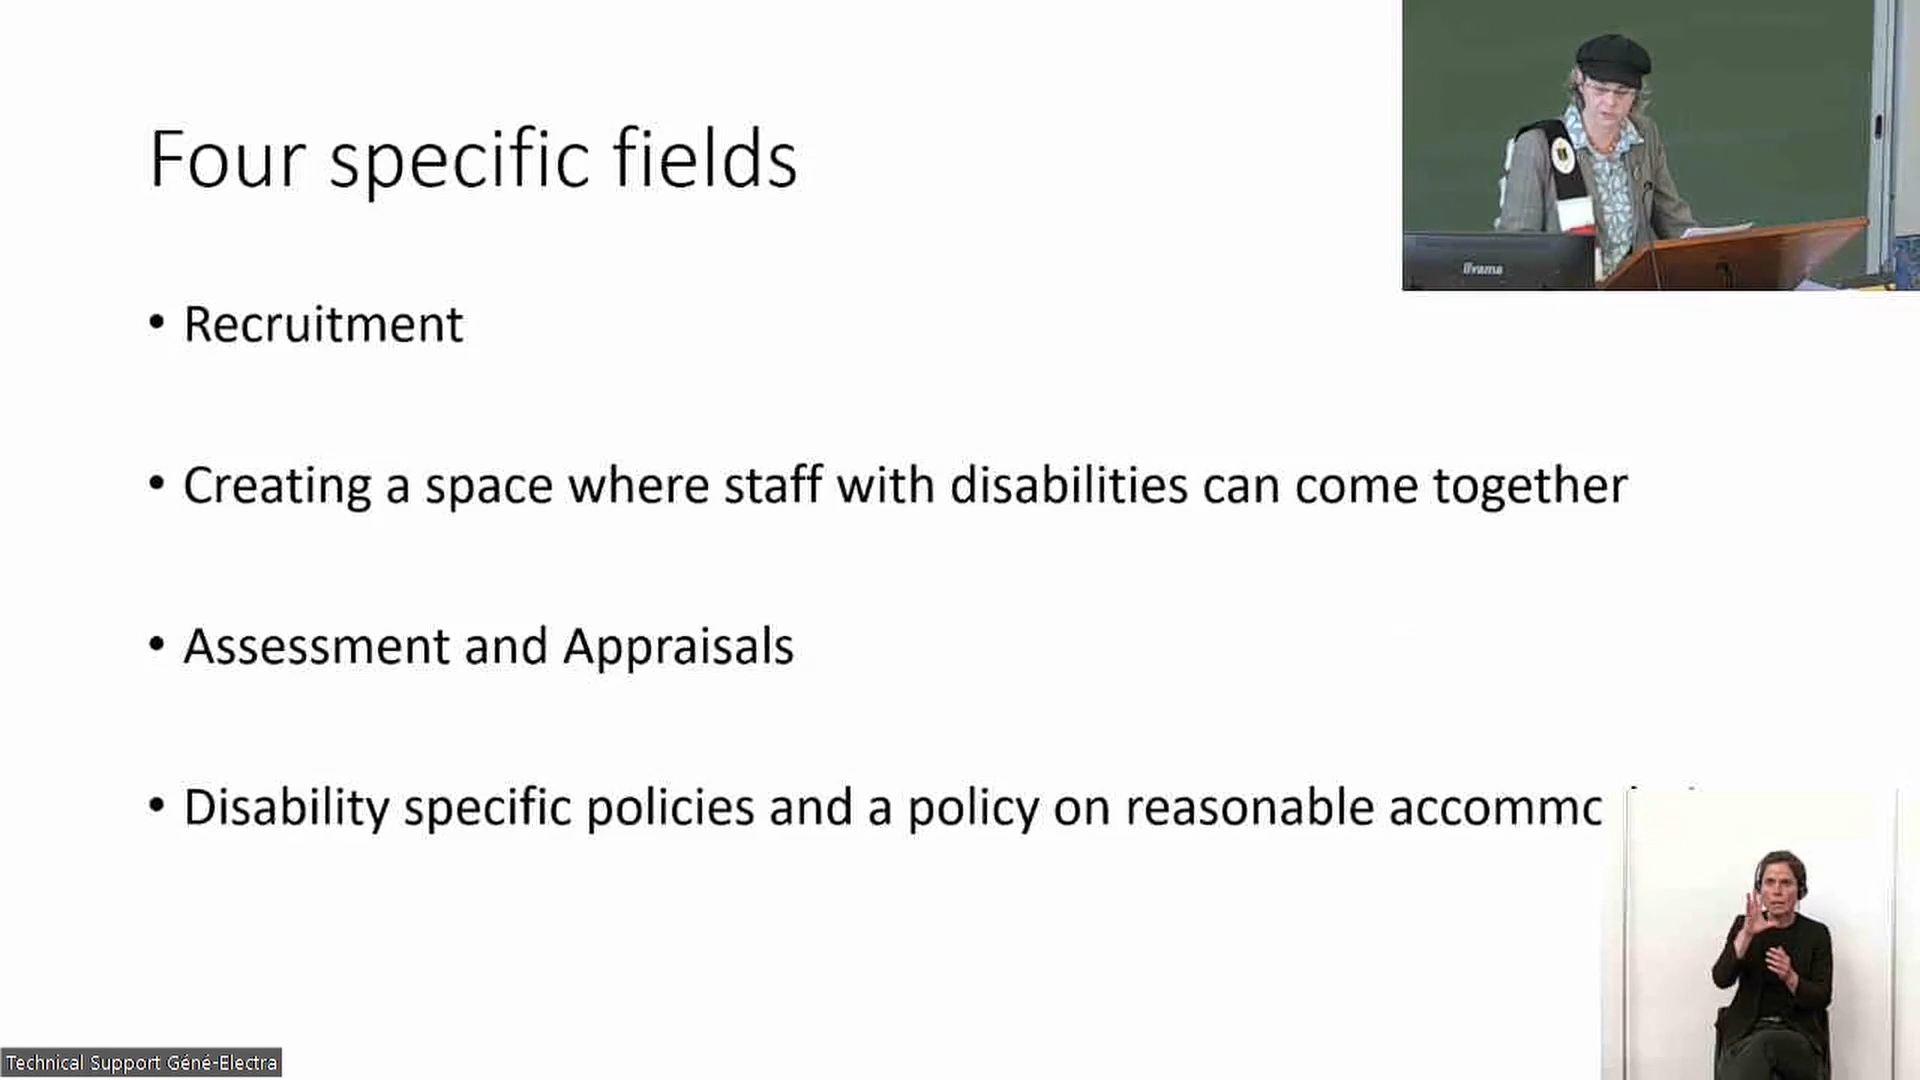 Four specific fields
• Recruitment
• Creating a space where staff with disabilities can come together
• Assessment and Appraisals
• Disability specific policies and a policy on reasonable
iiyama
Technical Support Géné-Electra